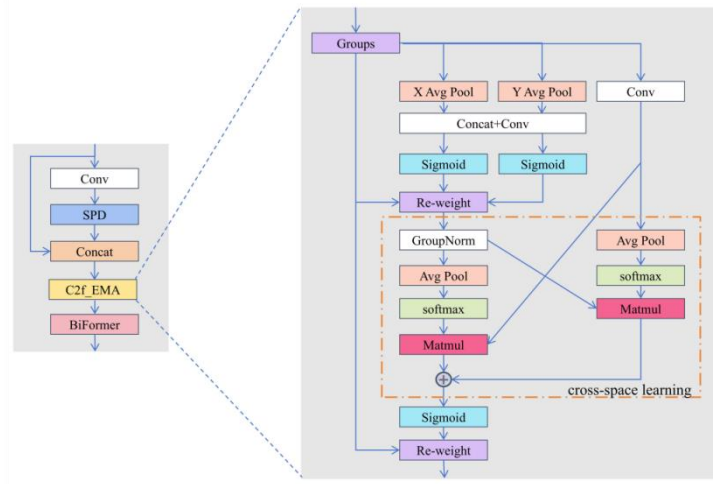 Groups
X Avg Pool
Y Avg Pool
Conv
Concat+Conv
Sigmoid
Sigmoid
Re-weight
GroupNorm
Avg Pool
Avg Pool
softmax
softmax
Matmul
Matmul
cross-space learning
Sigmoid
Re-weight
Conv
SPD
Concat
C2f_EMA
BiFormer